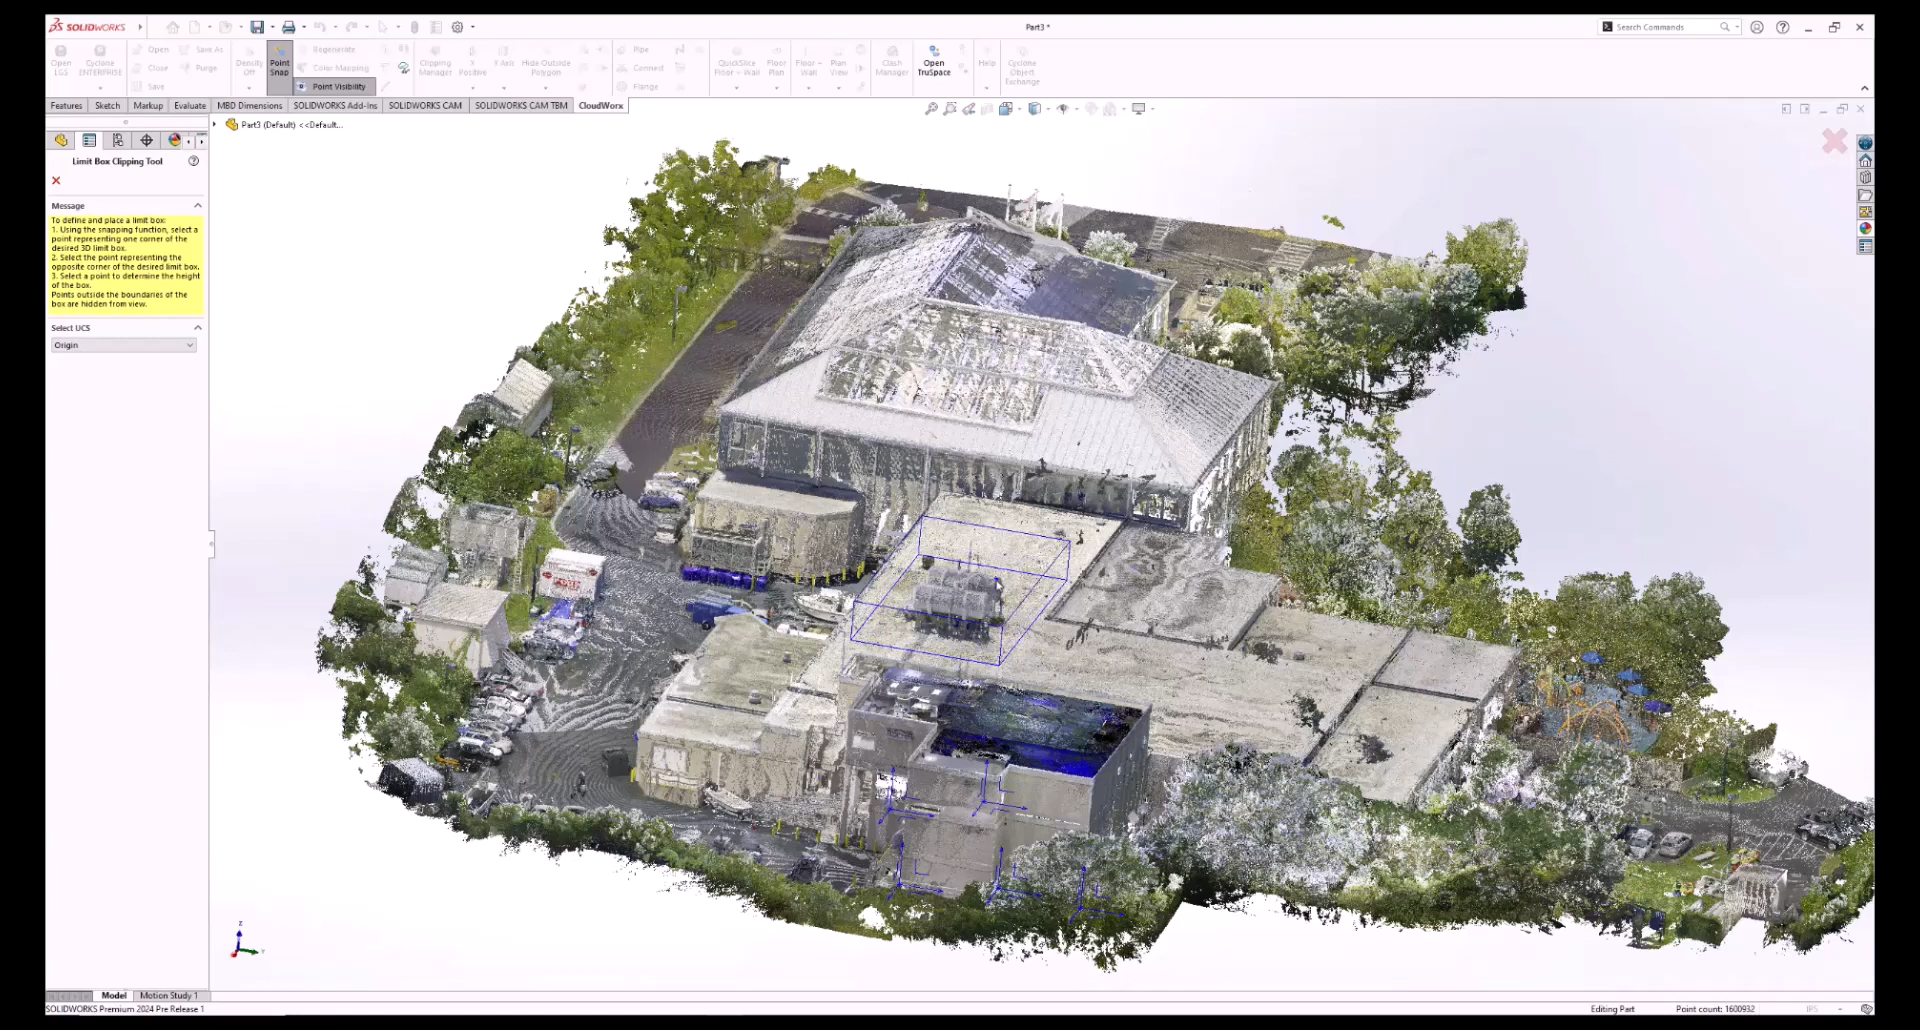 SOLIDWORKS
Part3 *
Search Commands
Open LGS
Cyclone ENTERPRISE
Open
Save As
Close
Purge
Save
Density Off
Point Snap
Regenerate
Color Mapping
Point Visibility
Clipping Manager
X Positive
X Axis
Hide Outside Polygon
Pipe
Connect
Flange
QuickSlice Floor - Wall
Floor Plan
Floor - Wall
Plan View
Clash Manager
Open TruSpace
Help
Cyclone Object Exchange
Features
Sketch
Markup
Evaluate
MBD Dimensions
SOLIDWORKS Add-Ins
SOLIDWORKS CAM
SOLIDWORKS CAM TBM
CloudWorx
Part3 (Default) <<Default...
Limit Box Clipping Tool
Message
To define and place a limit box:
1. Using the snapping function, select a
point representing one corner of the
desired 3D limit box.
2. Select the point representing the
opposite corner of the desired limit box.
3. Select a point to determine the height
of the box.
Points outside the boundaries of the
box are hidden from view.
Select UCS
Origin
Z
Y
Model
Motion Study 1
SOLIDWORKS Premium 2024 Pre Release 1
Editing Part
Point count: 1600932
IPS